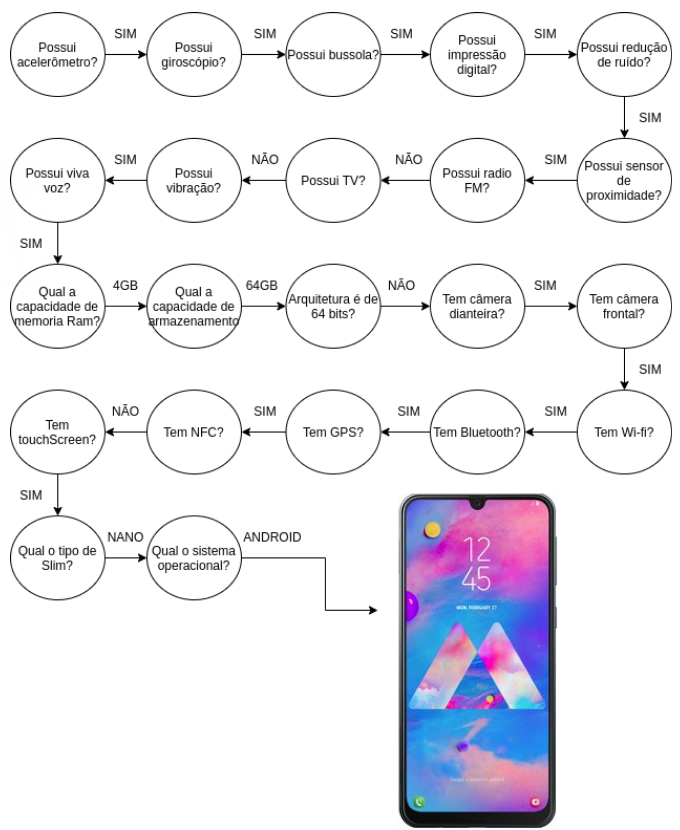 Possui
acelerômetro?
SIM
Possui
giroscópio?
SIM
Possui bussola?
SIM
Possui
impressão
digital?
SIM
Possui redução
de ruído?
SIM
Possui sensor
de
proximidade?
SIM
Possui radio
FM?
NÃO
Possui TV?
NÃO
Possui
vibração?
SIM
Possui viva
voz?
SIM
Qual a
capacidade de
memoria Ram?
4GB
Qual a
capacidade de
armazenamento
64GB
Arquitetura é de
64 bits?
NÃO
Tem câmera
dianteira?
SIM
Tem câmera
frontal?
SIM
Tem Wi-fi?
SIM
Tem Bluetooth?
SIM
Tem GPS?
SIM
Tem NFC?
NÃO
Tem
touchScreen?
SIM
Qual o tipo de
Slim?
NANO
Qual o sistema
operacional?
ANDROID
12
45
MON, FEBRUARY 27